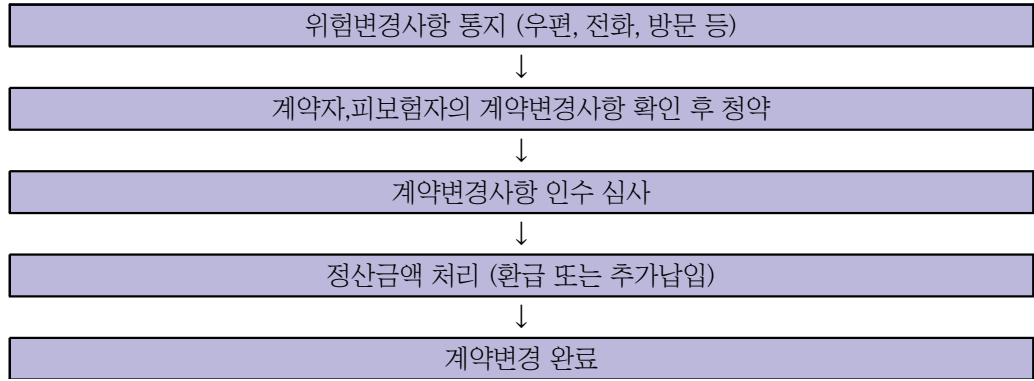 위험변경사항 통지 (우편, 전화, 방문 등)
↓
계약자,피보험자의 계약변경사항 확인 후 청약
↓
계약변경사항 인수 심사
↓
정산금액 처리 (환급 또는 추가납입)
↓
계약변경 완료